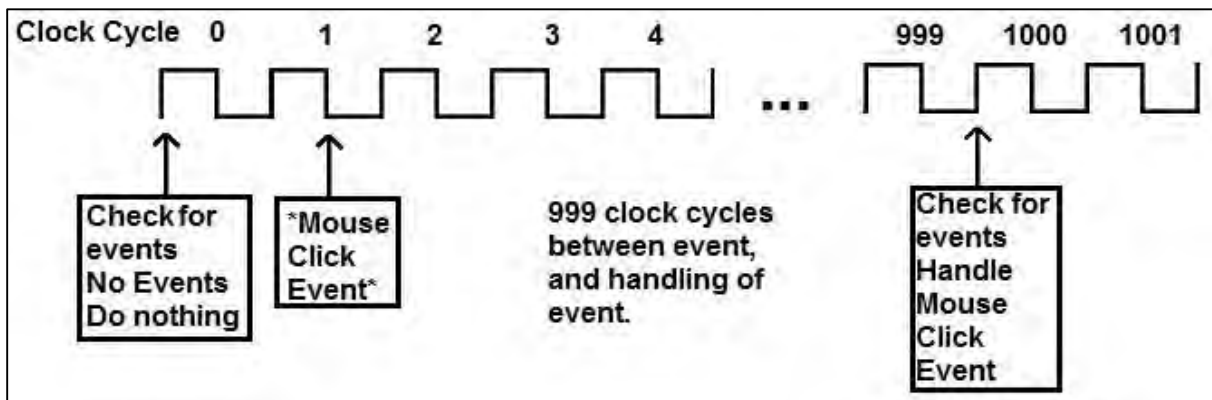 Clock Cycle 0 1 2 3 4 ... 999 1000 1001
Check for
events
No Events
Do nothing
*Mouse
Click
Event*
999 clock cycles
between event,
and handling of
event.
Check for
events
Handle
Mouse
Click
Event